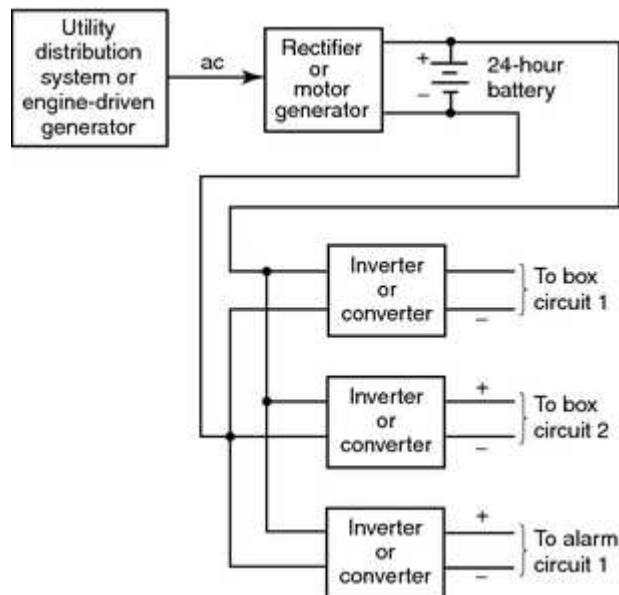 Utility
distribution
system or
engine-driven
generator
ac
Rectifier
or
motor
generator
+
–
24-hour
battery
Inverter
or
converter
–
To box
circuit 1
Inverter
or
converter
+
–
To box
circuit 2
Inverter
or
converter
+
–
To alarm
circuit 1